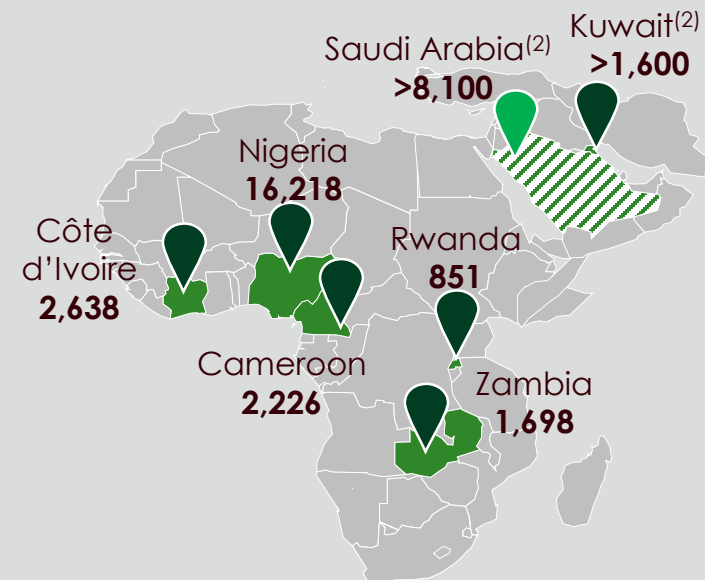 Kuwait(2)
>1,600
Saudi Arabia(2)
>8,100
Nigeria
16,218
Côte
d’Ivoire
2,638
Rwanda
851
Cameroon
2,226
Zambia
1,698